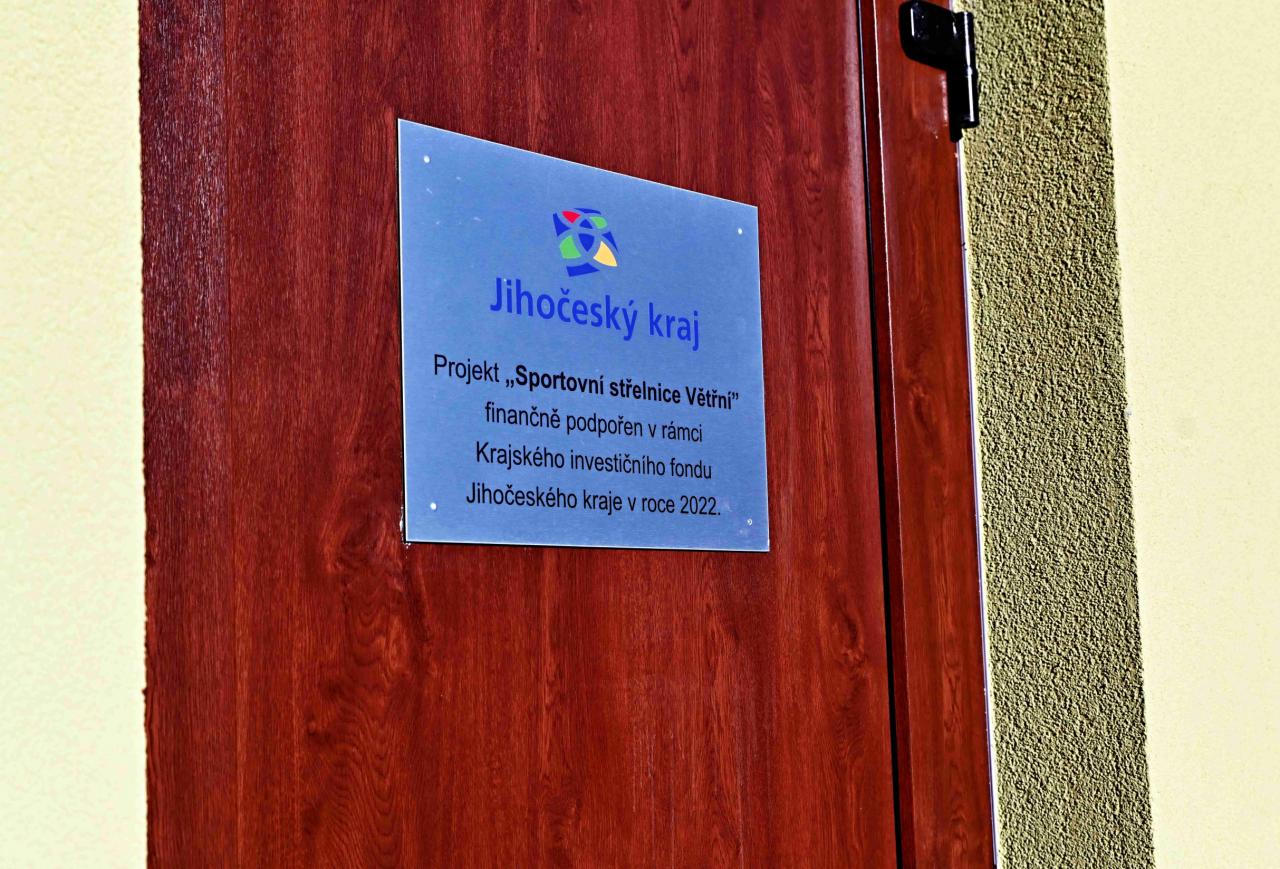 Jihočeský kraj
Projekt „Sportovní střelnice Větřní”
finančně podpořen v rámci
Krajského investičního fondu
Jihočeského kraje v roce 2022.